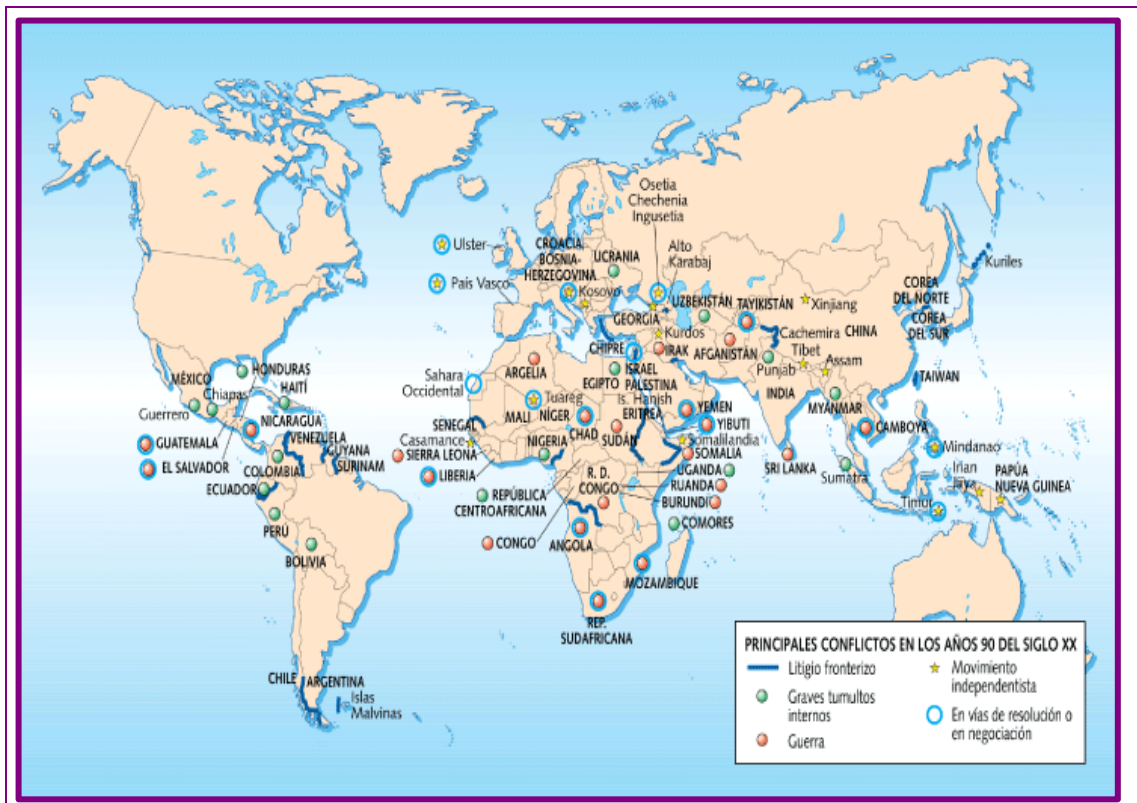 Osetia
Chechenia
Ingusetia
Alto
Karabaj
Ulster
CROACIA
BOSNIA-
HERZEGOVINA
UCRANIA
Kuriles
País Vasco
Kosovo
UZBEKISTÁN
TAYIKISTÁN
Xinjiang
COREA
DEL NORTE
GEORGIA
Kurdos
Cachemira
CHINA
COREA
DEL SUR
CHIPRE
IRAK
AFGANISTÁN
Tibet
Assam
HONDURAS
MÉXICO
HAITÍ
Chiapas
Guerrero
Sahara
Occidental
ARGELIA
EGIPTO
ISRAEL
PALESTINA
Punjab
INDIA
TAIWAN
Tuareg
Is. Hanish
MYANMAR
NICARAGUA
SENEGAL
MALI
NÍGER
ERITREA
YEMEN
GUATEMALA
VENEZUELA
Casamance
CHAD
SUDÁN
YIBUTI
CAMBOYA
GUYANA
SIERRA LEONA
NIGERIA
Somalilandia
Mindanao
EL SALVADOR
COLOMBIA
SURINAM
LIBERIA
SOMALIA
SRI LANKA
ECUADOR
R. D.
CONGO
UGANDA
Sumatra
Irian
Jaya
PAPÚA
NUEVA GUINEA
REPÚBLICA
CENTROAFRICANA
RUANDA
BURUNDI
Timor
PERÚ
CONGO
ANGOLA
COMORES
BOLIVIA
MOZAMBIQUE
REP.
SUDAFRICANA
CHILE
ARGENTINA
Islas
Malvinas
PRINCIPALES CONFLICTOS EN LOS AÑOS 90 DEL SIGLO XX
Litigio fronterizo
Graves tumultos
internos
Guerra
Movimiento
independentista
En vías de resolución o
en negociación